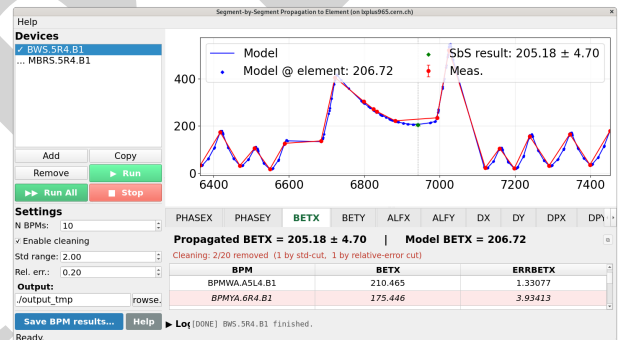 Segment-by-Segment Propagation to Element (on lxplus965.cern.ch)
Help
Devices
✓ BWS.5R4.B1
... MBRS.5R4.B1
Add
Copy
Remove
▶ Run
▶▶ Run All
■ Stop
Settings
N BPMs: 10
✓ Enable cleaning
Std range: 2.00
Rel. err.: 0.20
Output:
./output_tmp
rowse.
Save BPM results...
Help
Ready.
Model
Model @ element: 206.72
SbS result: 205.18 ± 4.70
Meas.
400
200
0
6400 6600 6800 7000 7200 7400
PHASEX PHASEY BETX BETY ALFX ALFY DX DY DPX DPY
Propagated BETX = 205.18 ± 4.70 | Model BETX = 206.72
Cleaning: 2/20 removed (1 by std-cut, 1 by relative-error cut)
BPM BETX ERRBETX
BPMWA.A5L4.B1 210.465 1.33077
BPMYA.6R4.B1 175.446 3.93413
▶ Log
[DONE] BWS.5R4.B1 finished.